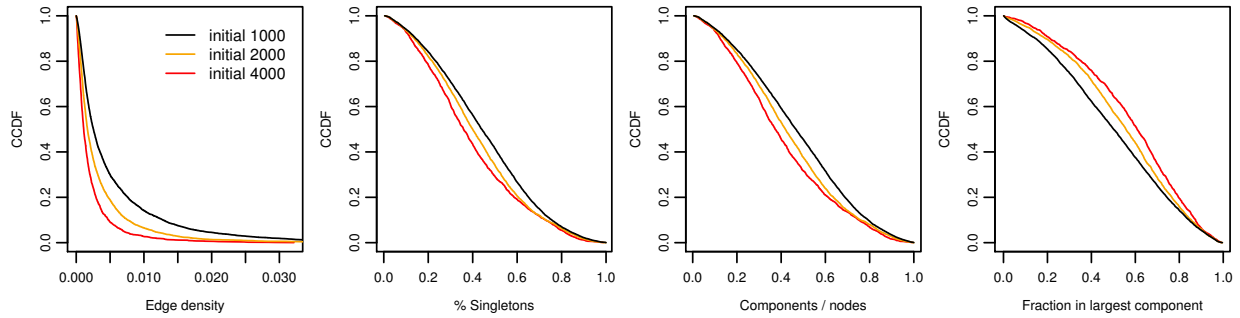 CCDF
1.0
0.8
0.6
0.4
0.2
0.0
initial 1000
initial 2000
initial 4000
0.000 0.010 0.020 0.030
Edge density
CCDF
1.0
0.8
0.6
0.4
0.2
0.0
0.0 0.2 0.4 0.6 0.8 1.0
% Singletons
CCDF
1.0
0.8
0.6
0.4
0.2
0.0
0.0 0.2 0.4 0.6 0.8 1.0
Components / nodes
CCDF
1.0
0.8
0.6
0.4
0.2
0.0
0.0 0.2 0.4 0.6 0.8 1.0
Fraction in largest component